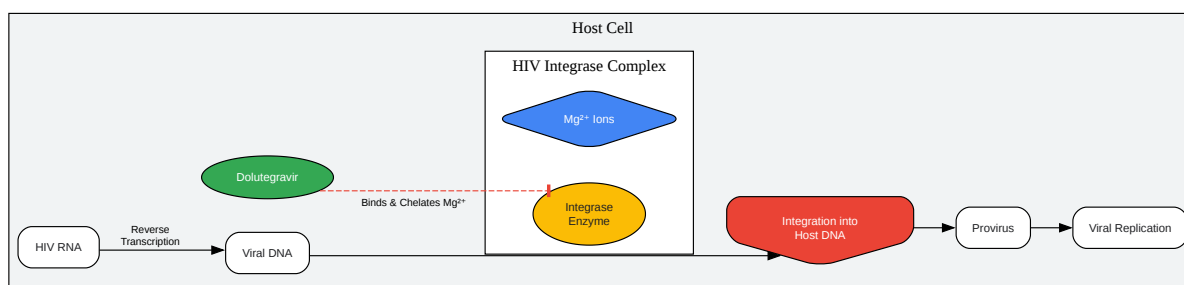 Host Cell
HIV Integrase Complex
Mg²⁺ Ions
Dolutegravir
Binds & Chelates Mg²⁺
Integrase
Enzyme
HIV RNA
Reverse
Transcription
Viral DNA
Integration into
Host DNA
Provirus
Viral Replication